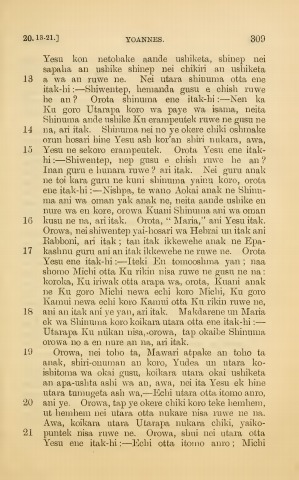 20. 13-21.] YOANNES. 309
Yesu kon netobake aande ushiketa, shinep nei
sapaha an ushike shinep nei chikiri an ushiketa
13 a wa an ruwe ne. Nei utara shinuma otta ene
itak-hi:—Shiwentep, hemanda gusu e chish ruwe
he an? Orota shinuma ene itak-hi:—Nen ka
Ku goro Utarapa koro wa paye wa isama, neita
Shinuma ande ushike Ku erampeutek ruwe ne gusu ne
14 na, ari itak. Shinuma nei no ye okere chiki oshmake
orun hosari hine Yesu ash kor'an shiri nukara, awa,
15 Yesu ne sekoro erampeutek. Orota Yesu ene itak-
hi:—Shiwentep, nep gusu e chish ruwe he an?
Inan guru e hunara ruwe? ari itak. Nei guru anak
ne toi kara guru ne kuni shinuma yainu koro, orota
ene itak-hi:—Nishpa, te wano Aokai anak ne Shinu-
ma ani wa oman yak anak ne, neita aande ushike en
nure wa en kore, orowa Kuani Shinuma ani wa oman
16 kusu ne na, ari itak. Orota, "Maria," ani Yesu itak.
Orowa, nei shiwentep yai-hosari wa Hebrai un itak ani
Rabboni, ari itak; tan itak ikkewehe anak ne Epa-
17 kashnu guru ani an itak ikkewehe ne ruwe ne. Orota
Yesu ene itak-hi:—Iteki En tomooshma yan; naa
shomo Michi otta Ku rikin nisa ruwe ne gusu ne na:
koroka, Ku iriwak otta arapa wa, orota, Kuani anak
ne Ku goro Michi newa echi koro Michi, Ku goro
Kamui newa echi koro Kamui otta Ku rikin ruwe ne,
18 ani an itak ani ye yan, ari itak. Makdarene un Maria
ek wa Shinuma koro koikara utara otta ene itak-hi:—
Utarapa Ku nukan nisa, orowa, tap okaibe Shinuma
orowa no a en nure an na, ari itak.
19 Orowa, nei toho ta, Mawari atpake an toho ta
anak, shiri-onuman an koro, Yudea un utara ko-
ishitoma wa okai gusu, koikara utara okai ushiketa
an apa-ushta ashi wa an, awa, nei ita Yesu ek hine
utara tumugeta ash wa,—Echi utara otta itomo anro,
20 ani ye. Orowa, tap ye okere chiki koro teke hemhem,
ut hemhem nei utara otta nukare nisa ruwe ne na.
Awa, koikara utara Utarapa nukara chiki, yaiko-
21 puntek nisa ruwe ne. Orowa, shui nei utara otta
Yesu ene itak-hi:—Echi otta itomo anro; Michi